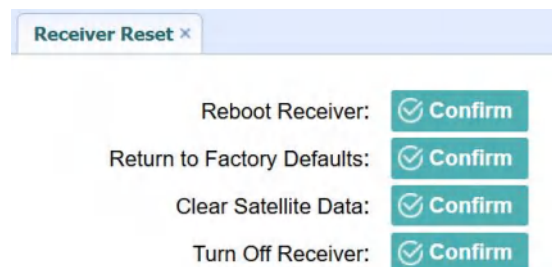 Receiver Reset ×
Reboot Receiver: Confirm
Return to Factory Defaults: Confirm
Clear Satellite Data: Confirm
Turn Off Receiver: Confirm